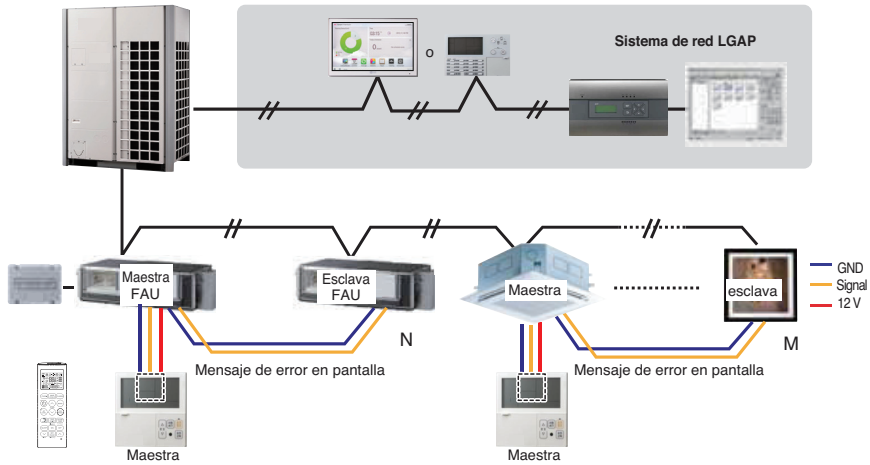 Sistema de red LGAP
o
Maestra
FAU
Esclava
FAU
Maestra
esclava
GND
Signal
12 V
N
M
Mensaje de error en pantalla
Mensaje de error en pantalla
Maestra
Maestra